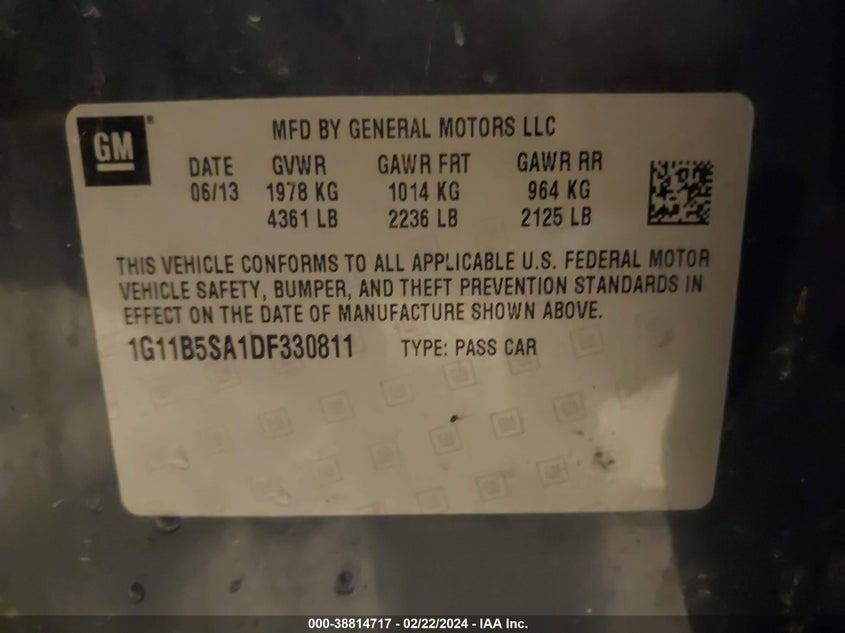 GM
MFD BY GENERAL MOTORS LLC
DATE GVWR GAWR FRT GAWR RR
06/13 1978 KG 1014 KG 964 KG
4361 LB 2236 LB 2125 LB
THIS VEHICLE CONFORMS TO ALL APPLICABLE U.S. FEDERAL MOTOR
VEHICLE SAFETY, BUMPER, AND THEFT PREVENTION STANDARDS IN
EFFECT ON THE DATE OF MANUFACTURE SHOWN ABOVE.
1G11B5SA1DF330811 TYPE: PASS CAR
000-38814717 - 02/22/2024 - IAA Inc.